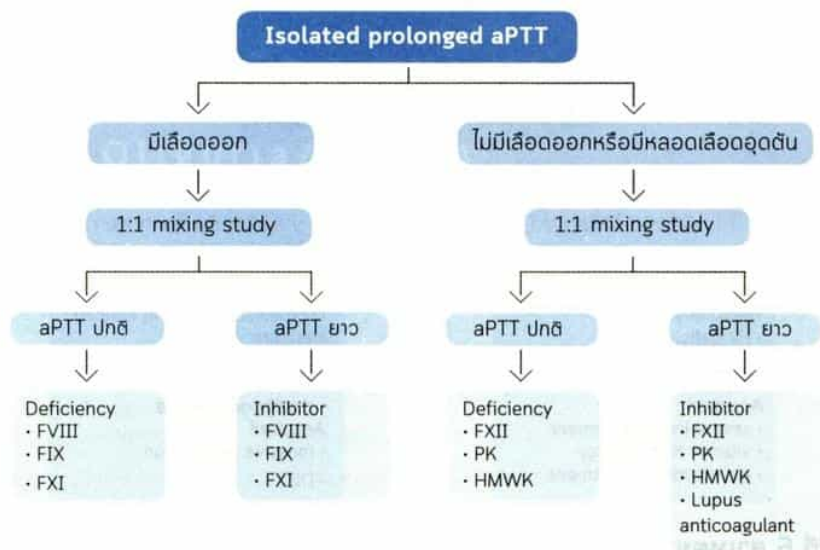 Isolated prolonged aPTT
มีเลือดออก
ไม่มีเลือดออกหรือมีหลอดเลือดอุดตัน
1:1 mixing study
1:1 mixing study
aPTT ปกติ
aPTT ยาว
aPTT ปกติ
aPTT ยาว
Deficiency
· FVIII
· FIX
· FXI
Inhibitor
· FVIII
· FIX
· FXI
Deficiency
· FXII
· PK
· HMWK
Inhibitor
· FXII
· PK
· HMWK
· Lupus
anticoagulant